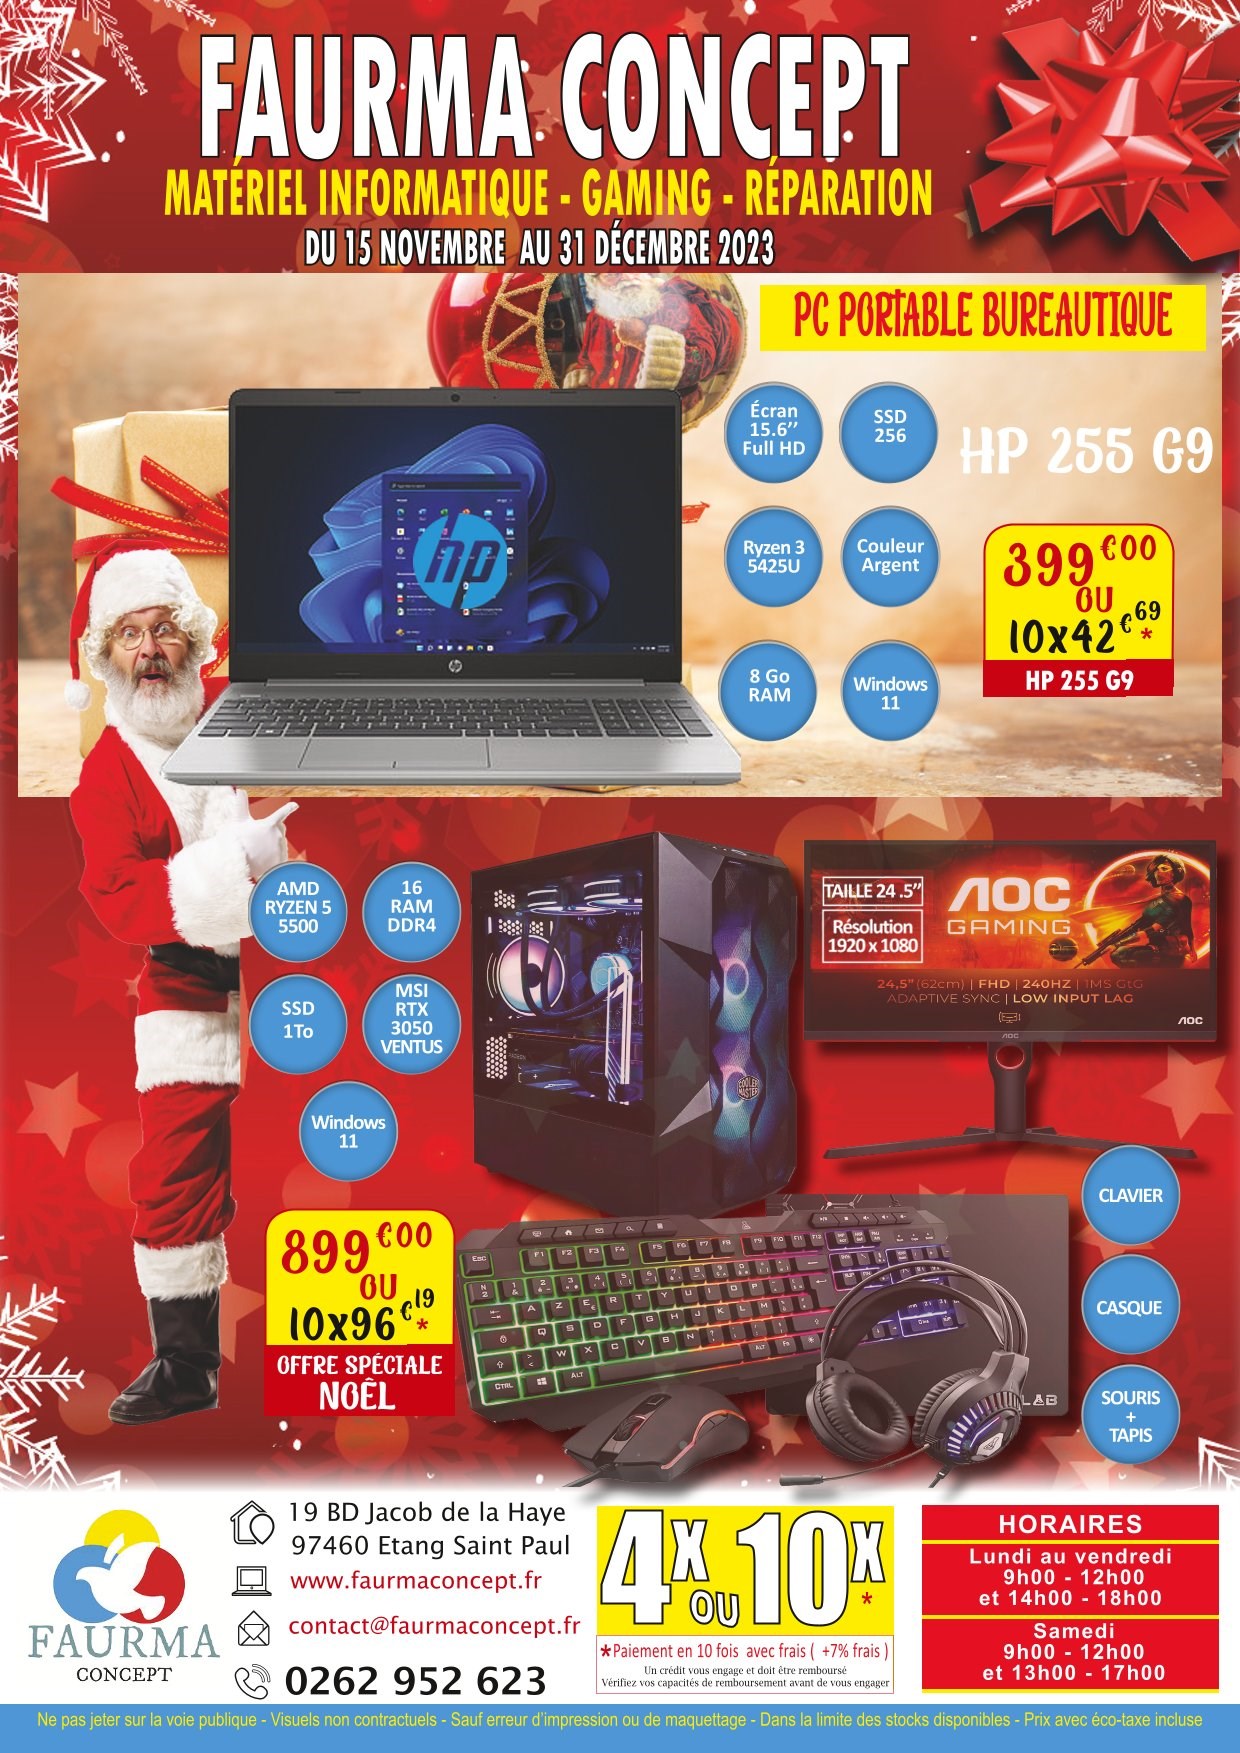 FAURMA CONCEPT
MATÉRIEL INFORMATIQUE - GAMING - RÉPARATION
DU 15 NOVEMBRE AU 31 DÉCEMBRE 2023
PC PORTABLE BUREAUTIQUE
Écran
15.6’’
Full HD
SSD
256
HP 255 G9
Ryzen 3
5425U
Couleur
Argent
8 Go
RAM
Windows
11
399€00
OU
10x42€69*
HP 255 G9
hp
AMD
RYZEN 5
5500
16
RAM
DDR4
SSD
1To
MSI
RTX
3050
VENTUS
Windows
11
COOLER
MASTER
TAILLE 24 .5’’
Résolution
1920 x 1080
AOC
GAMING
24,5" (62cm) | FHD | 240HZ | 1MS GtG
ADAPTIVE SYNC | LOW INPUT LAG
AOC
AOC
899€00
OU
10x96€19*
OFFRE SPÉCIALE
NOËL
CLAVIER
CASQUE
SOURIS
+
TAPIS
LAB
FAURMA
CONCEPT
19 BD Jacob de la Haye
97460 Etang Saint Paul
www.faurmaconcept.fr
contact@faurmaconcept.fr
0262 952 623
4X OU 10X*
*Paiement en 10 fois avec frais ( +7% frais )
Un crédit vous engage et doit être remboursé
Vérifiez vos capacités de remboursement avant de vous engager
HORAIRES
Lundi au vendredi
9h00 - 12h00
et 14h00 - 18h00
Samedi
9h00 - 12h00
et 13h00 - 17h00
Ne pas jeter sur la voie publique - Visuels non contractuels - Sauf erreur d’impression ou de maquettage - Dans la limite des stocks disponibles - Prix avec éco-taxe incluse